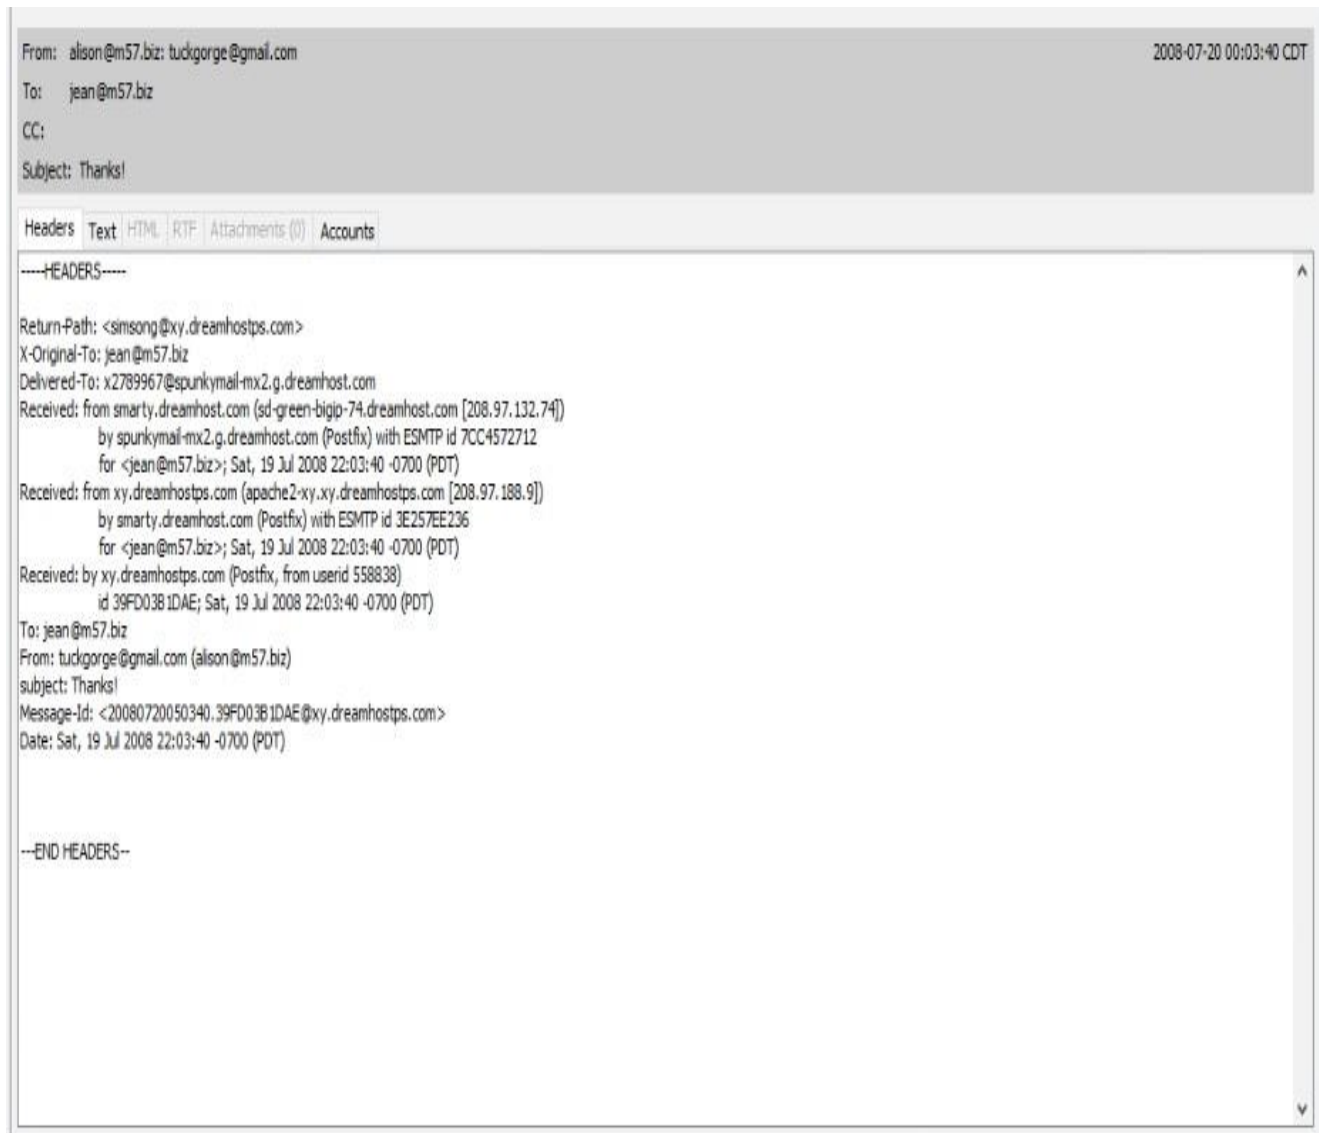 From: alison@m57.biz: tuckgorge@gmail.com 2008-07-20 00:03:40 CDT
To: jean@m57.biz
CC:
Subject: Thanks!
Headers Text HTML RTF Attachments (0) Accounts
-----HEADERS-----
Return-Path: <simsong@xy.dreamhostps.com>
X-Original-To: jean@m57.biz
Delivered-To: x2789967@spunkymail-mx2.g.dreamhost.com
Received: from smarty.dreamhost.com (sd-green-bigip-74.dreamhost.com [208.97.132.74])
by spunkymail-mx2.g.dreamhost.com (Postfix) with ESMTP id 7CC4572712
for <jean@m57.biz>; Sat, 19 Jul 2008 22:03:40 -0700 (PDT)
Received: from xy.dreamhostps.com (apache2-xy.xy.dreamhostps.com [208.97.188.9])
by smarty.dreamhost.com (Postfix) with ESMTP id 3E257EE236
for <jean@m57.biz>; Sat, 19 Jul 2008 22:03:40 -0700 (PDT)
Received: by xy.dreamhostps.com (Postfix, from userid 558838)
id 39FD03B1DAE; Sat, 19 Jul 2008 22:03:40 -0700 (PDT)
To: jean@m57.biz
From: tuckgorge@gmail.com (alison@m57.biz)
subject: Thanks!
Message-Id: <20080720050340.39FD03B1DAE@xy.dreamhostps.com>
Date: Sat, 19 Jul 2008 22:03:40 -0700 (PDT)
---END HEADERS--